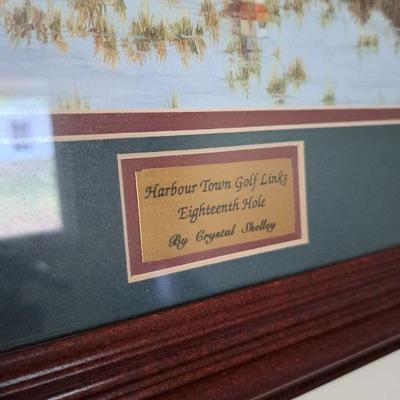 Harbour Town Golf Links
Eighteenth Hole
By Crystal Shelley